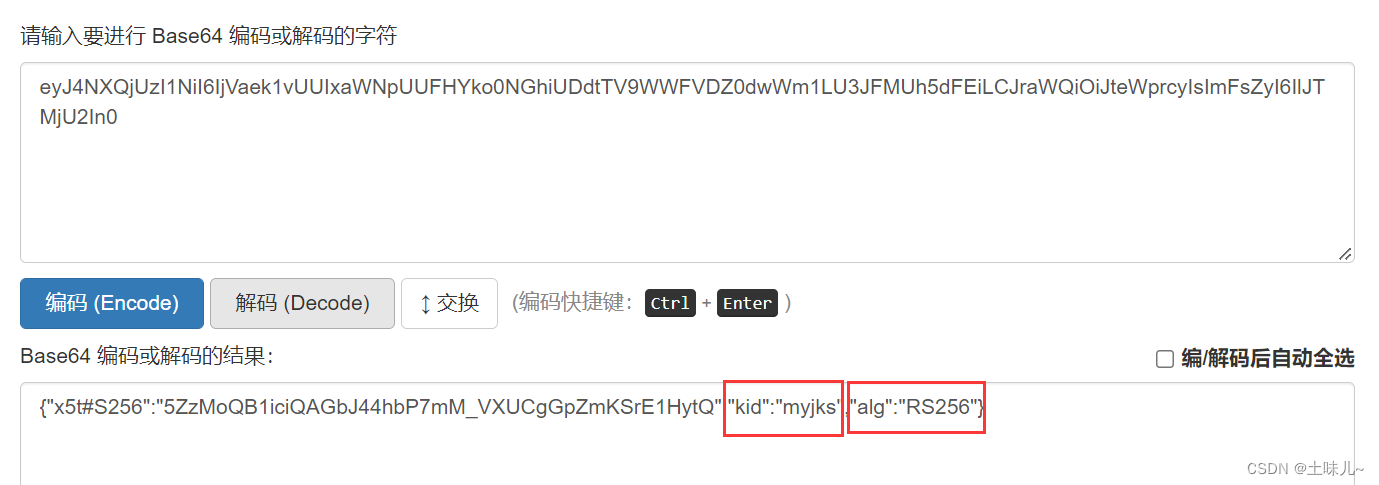 请输入要进行 Base64 编码或解码的字符
eyJ4NXQjUzI1NiI6IjVaek1vUUIxaWNpUUFHYko0NGhiUDdtTV9WWFVDZ0dwWm1LU3JFMUh5dFEiLCJraWQiOiJteWprcyIsImFsZyI6IlJT
MjU2In0
编码 (Encode) 解码 (Decode) ↕ 交换 (编码快捷键： Ctrl + Enter )
Base64 编码或解码的结果： 编/解码后自动全选
{"x5t#S256":"5ZzMoQB1iciQAGbJ44hbP7mM_VXUCgGpZmKSrE1HytQ","kid":"myjks","alg":"RS256"}
CSDN @土味儿~